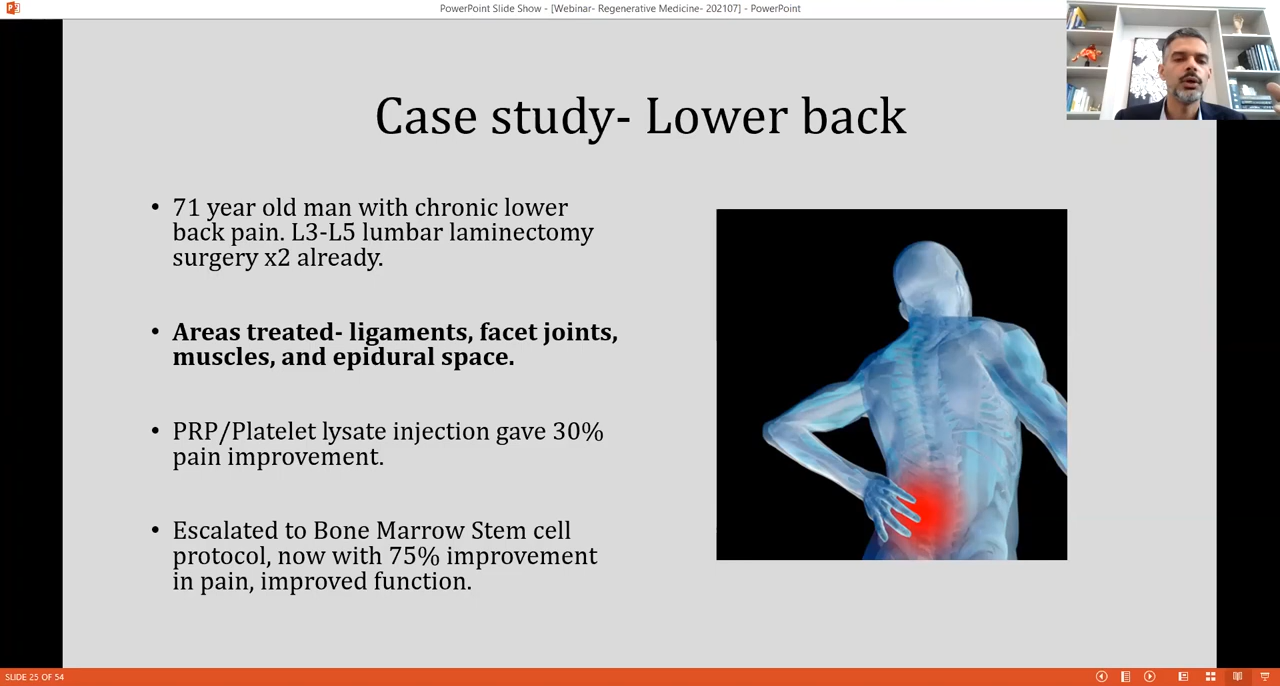 PowerPoint Slide Show - [Webinar- Regenerative Medicine- 202107] - PowerPoint
Case study- Lower back
• 71 year old man with chronic lower
back pain. L3-L5 lumbar laminectomy
surgery x2 already.
• Areas treated- ligaments, facet joints,
muscles, and epidural space.
• PRP/Platelet lysate injection gave 30%
pain improvement.
• Escalated to Bone Marrow Stem cell
protocol, now with 75% improvement
in pain, improved function.
SLIDE 25 OF 54